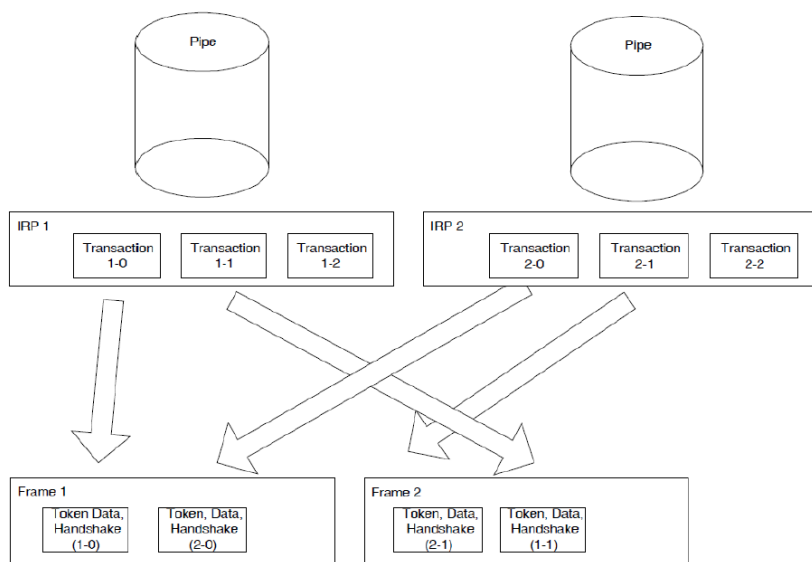 Pipe
Pipe
IRP 1
Transaction
1-0
Transaction
1-1
Transaction
1-2
IRP 2
Transaction
2-0
Transaction
2-1
Transaction
2-2
Frame 1
Token Data,
Handshake
(1-0)
Token, Data,
Handshake
(2-0)
Frame 2
Token, Data,
Handshake
(2-1)
Token, Data,
Handshake
(1-1)